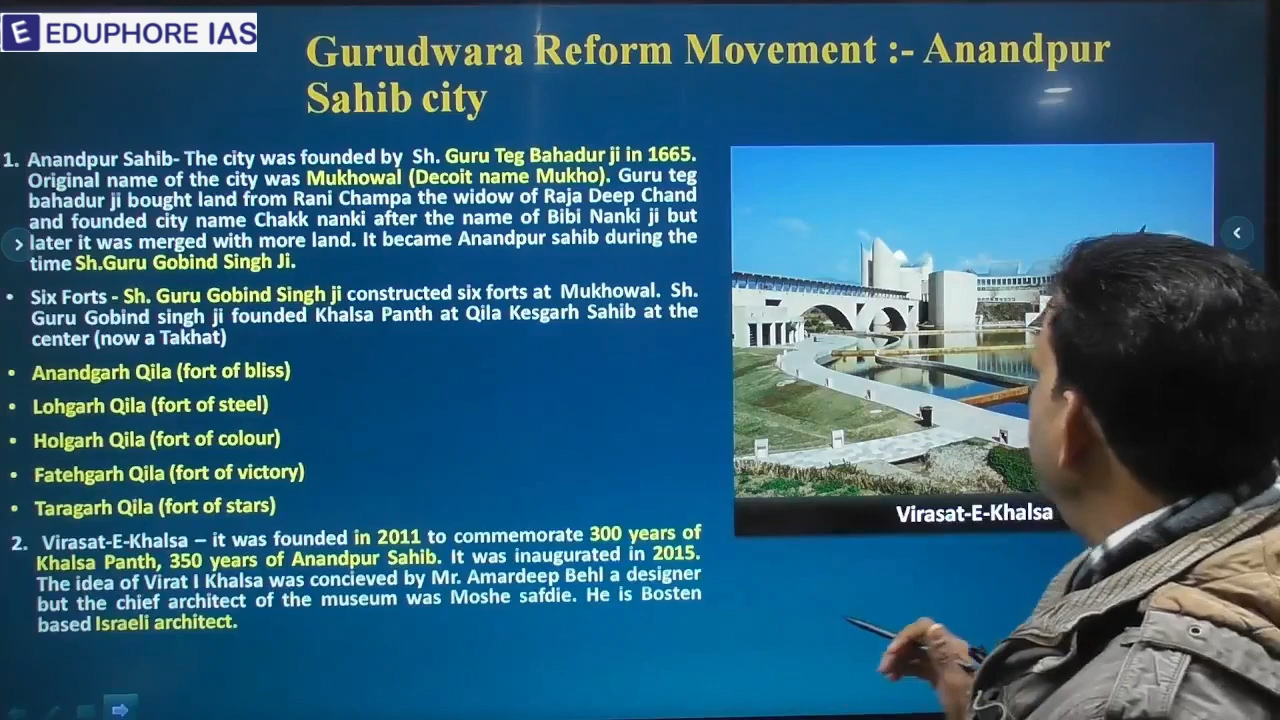 EDUPHORE IAS
Gurudwara Reform Movement :- Anandpur
Sahib city
1. Anandpur Sahib- The city was founded by Sh. Guru Teg Bahadur ji in 1665.
Original name of the city was Mukhowal (Decoit name Mukho). Guru teg
bahadur ji bought land from Rani Champa the widow of Raja Deep Chand
and founded city name Chakk nanki after the name of Bibi Nanki ji but
later it was merged with more land. It became Anandpur sahib during the
time Sh.Guru Gobind Singh Ji.
• Six Forts - Sh. Guru Gobind Singh ji constructed six forts at Mukhowal. Sh.
Guru Gobind singh ji founded Khalsa Panth at Qila Kesgarh Sahib at the
center (now a Takhat)
• Anandgarh Qila (fort of bliss)
• Lohgarh Qila (fort of steel)
• Holgarh Qila (fort of colour)
• Fatehgarh Qila (fort of victory)
• Taragarh Qila (fort of stars)
2. Virasat-E-Khalsa – it was founded in 2011 to commemorate 300 years of
Khalsa Panth, 350 years of Anandpur Sahib. It was inaugurated in 2015.
The idea of Virat I Khalsa was concieved by Mr. Amardeep Behl a designer
but the chief architect of the museum was Moshe safdie. He is Bosten
based Israeli architect.
Virasat-E-Khalsa